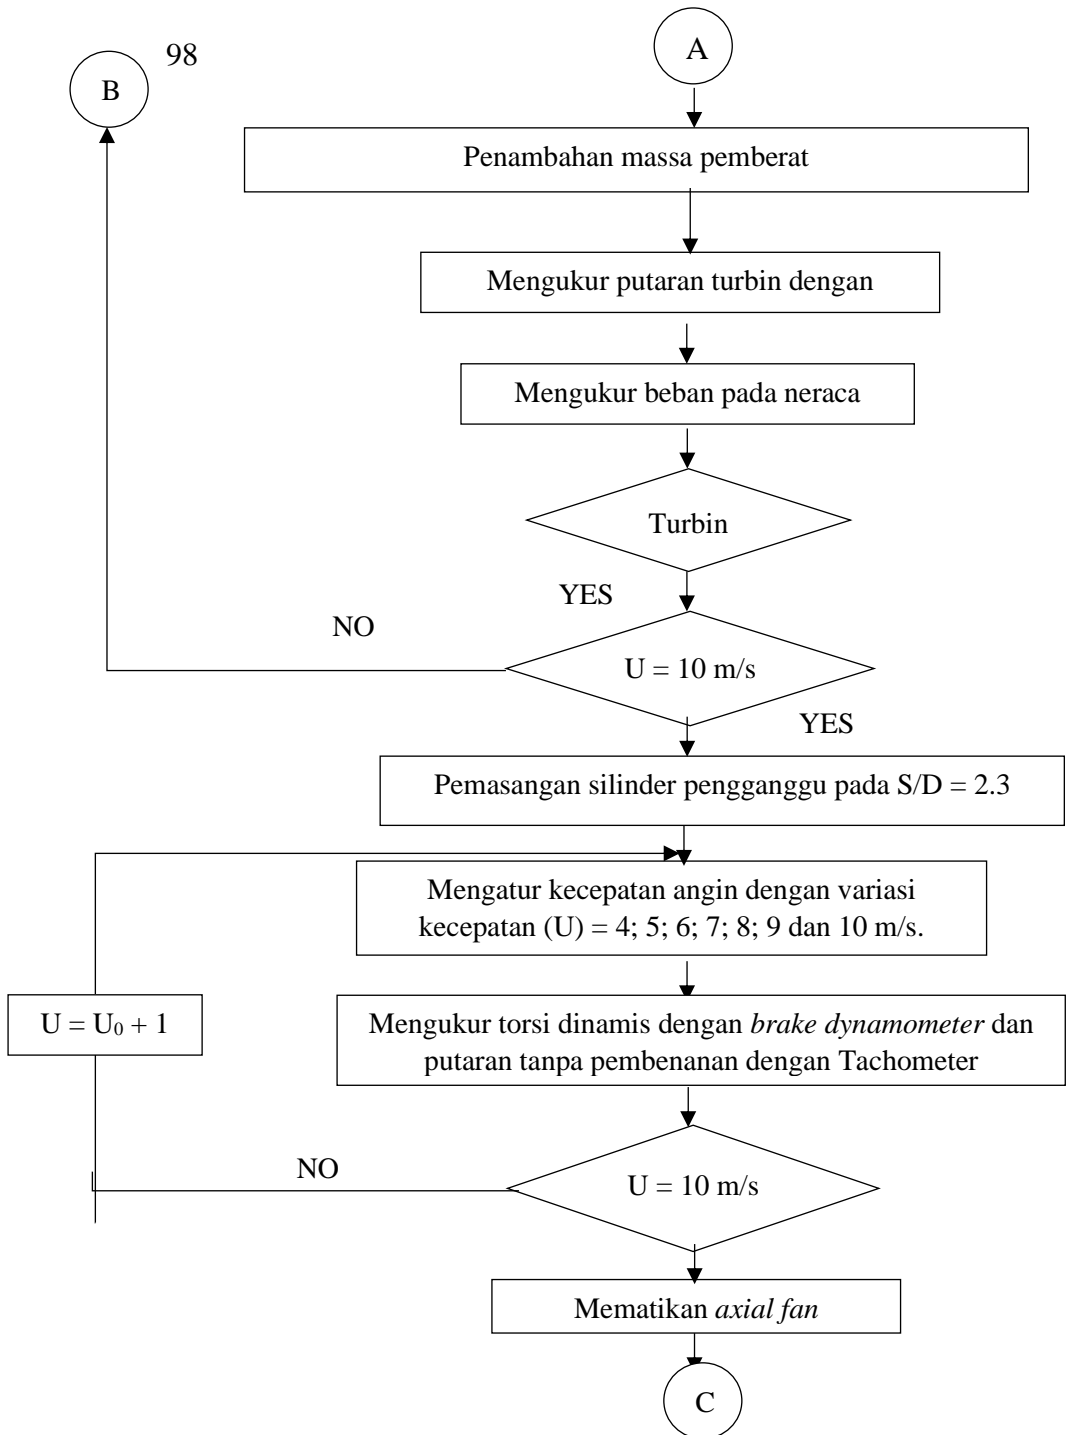 98
A
B
Penambahan massa pemberat
Mengukur putaran turbin dengan
Mengukur beban pada neraca
Turbin
YES
NO
U = 10 m/s
YES
Pemasangan silinder pengganggu pada S/D = 2.3
Mengatur kecepatan angin dengan variasi
kecepatan (U) = 4; 5; 6; 7; 8; 9 dan 10 m/s.
U = U₀ + 1
Mengukur torsi dinamis dengan brake dynamometer dan
putaran tanpa pembenanan dengan Tachometer
NO
U = 10 m/s
Mematikan axial fan
C